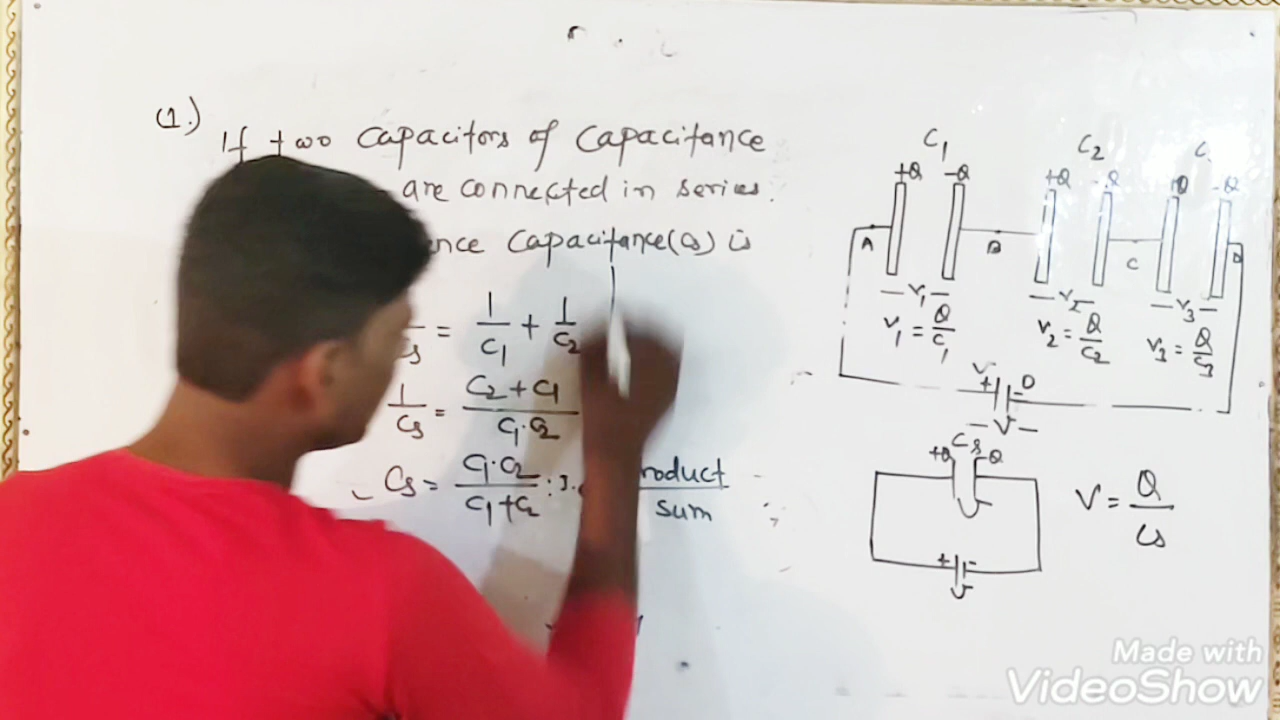 (1.)
If two capacitors of capacitance
are connected in series.
capacitance (Cs) is
= 1/C1 + 1/C2
1/Cs = C2 + C1 / C1.C2
Cs = C1.C2 / C1+C2 :
sum
C1 C2
+Q -Q +Q -Q +Q -Q
A B C D
V1 V2 V3
V1 = Q/C1 V2 = Q/C2 V3 = Q/C3
V
+ -
V
Cs
+Q -Q
V
V = Q/Cs
+ -
V
Made with
VideoShow